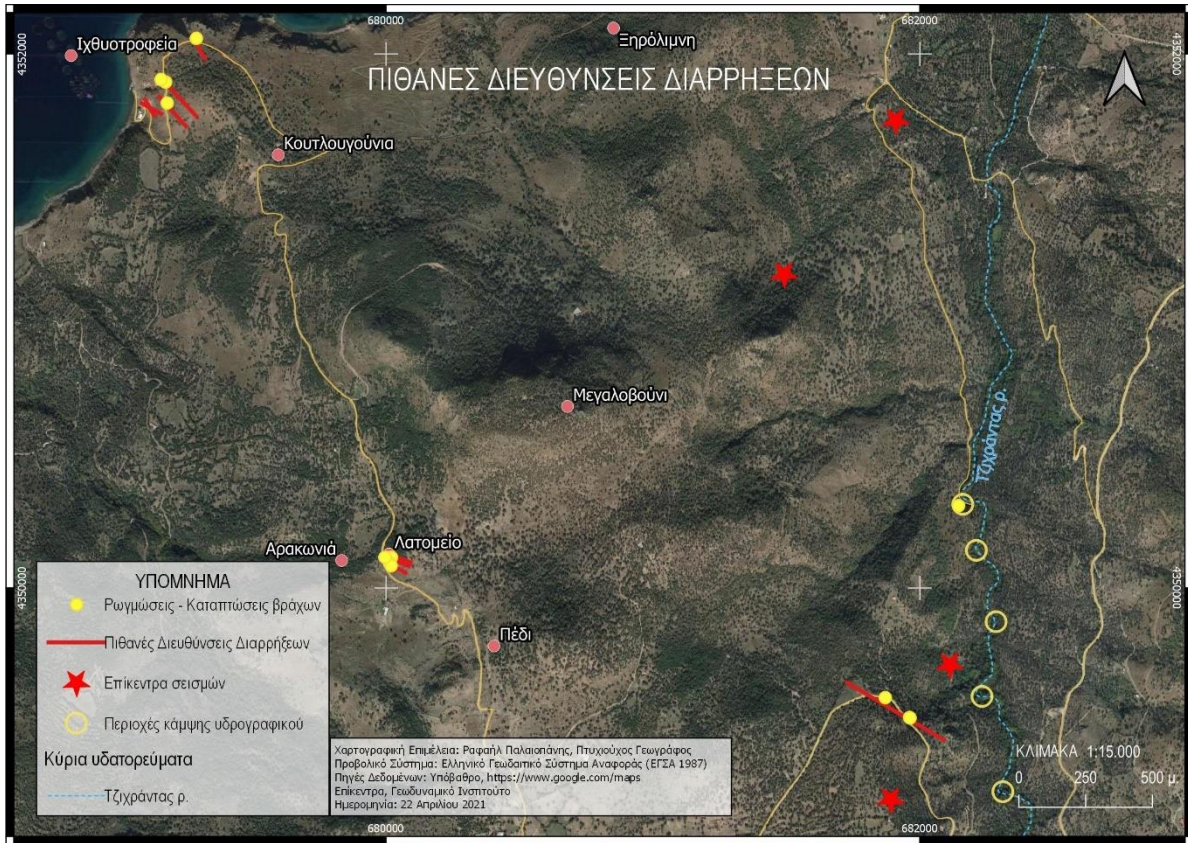 680000
682000
4352000
4352000
Ιχθυοτροφεία
Ξηρόλιμνη
ΠΙΘΑΝΕΣ ΔΙΕΥΘΥΝΣΕΙΣ ΔΙΑΡΡΗΞΕΩΝ
Κουτλουγούνια
Μεγαλοβούνι
Τζιχράντας ρ.
Λατομείο
Αρακωνιά
4350000
4350000
Πέδι
ΥΠΟΜΝΗΜΑ
Ρωγμώσεις - Καταπτώσεις βράχων
Πιθανές Διευθύνσεις Διαρρήξεων
Επίκεντρα σεισμών
Περιοχές κάμψης υδρογραφικού
Κύρια υδατορεύματα
Τζιχράντας ρ.
Χαρτογραφική Επιμέλεια: Ραφαήλ Παλαιοπάνης, Πτυχιούχος Γεωγράφος
Προβολικό Σύστημα: Ελληνικό Γεωδαιτικό Σύστημα Αναφοράς (ΕΓΣΑ 1987)
Πηγές Δεδομένων: Υπόβαθρο, https://www.google.com/maps
Επίκεντρα, Γεωδυναμικό Ινστιτούτο
Ημερομηνία: 22 Απριλίου 2021
ΚΛΙΜΑΚΑ 1:15.000
0 250 500 μ.
680000
682000